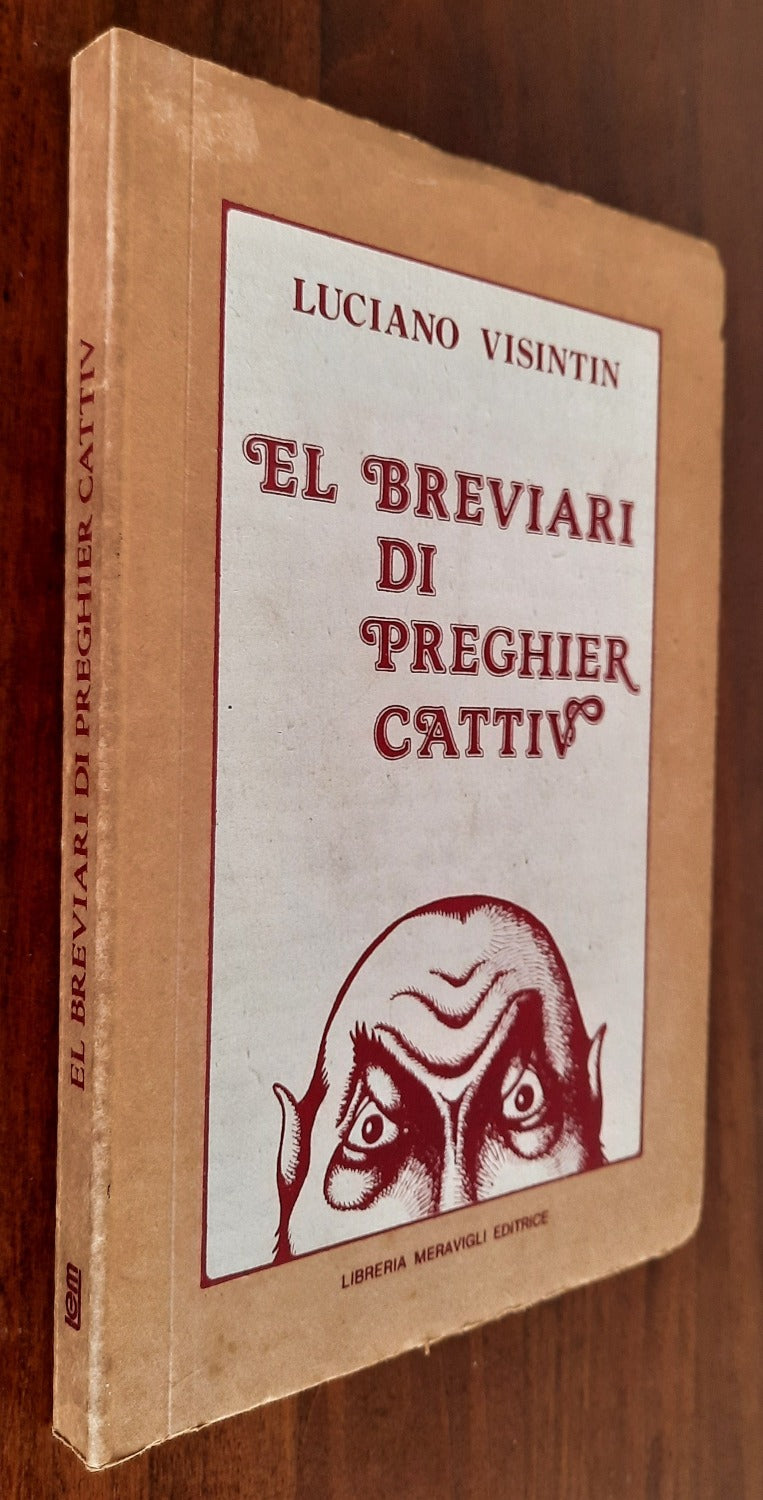 LUCIANO VISINTIN
EL BREVIARI
DI
PREGHIER
CATTIV
LIBRERIA MERAVIGLI EDITRICE
EL BREVIARI DI PREGHIER CATTIV
lem